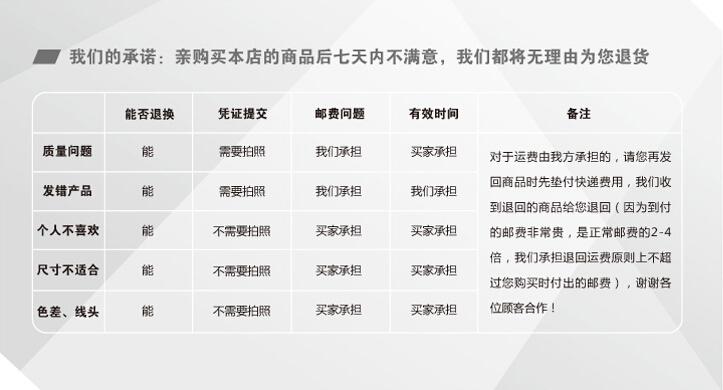 我们的承诺：亲购买本店的商品后七天内不满意，我们都将无理由为您退货
能否退换 凭证提交 邮费问题 有效时间 备注
质量问题 能 需要拍照 我们承担 买家承担
发错产品 能 需要拍照 我们承担 我们承担
个人不喜欢 能 不需要拍照 买家承担 买家承担
尺寸不适合 能 不需要拍照 买家承担 买家承担
色差、线头 能 不需要拍照 买家承担 买家承担
对于运费由我方承担的，请您再发
回商品时先垫付快递费用，我们收
到退回的商品给您退回（因为到付
的邮费非常贵，是正常邮费的2-4
倍，我们承担退回运费原则上不超
过您购买时付出的邮费），谢谢各
位顾客合作！